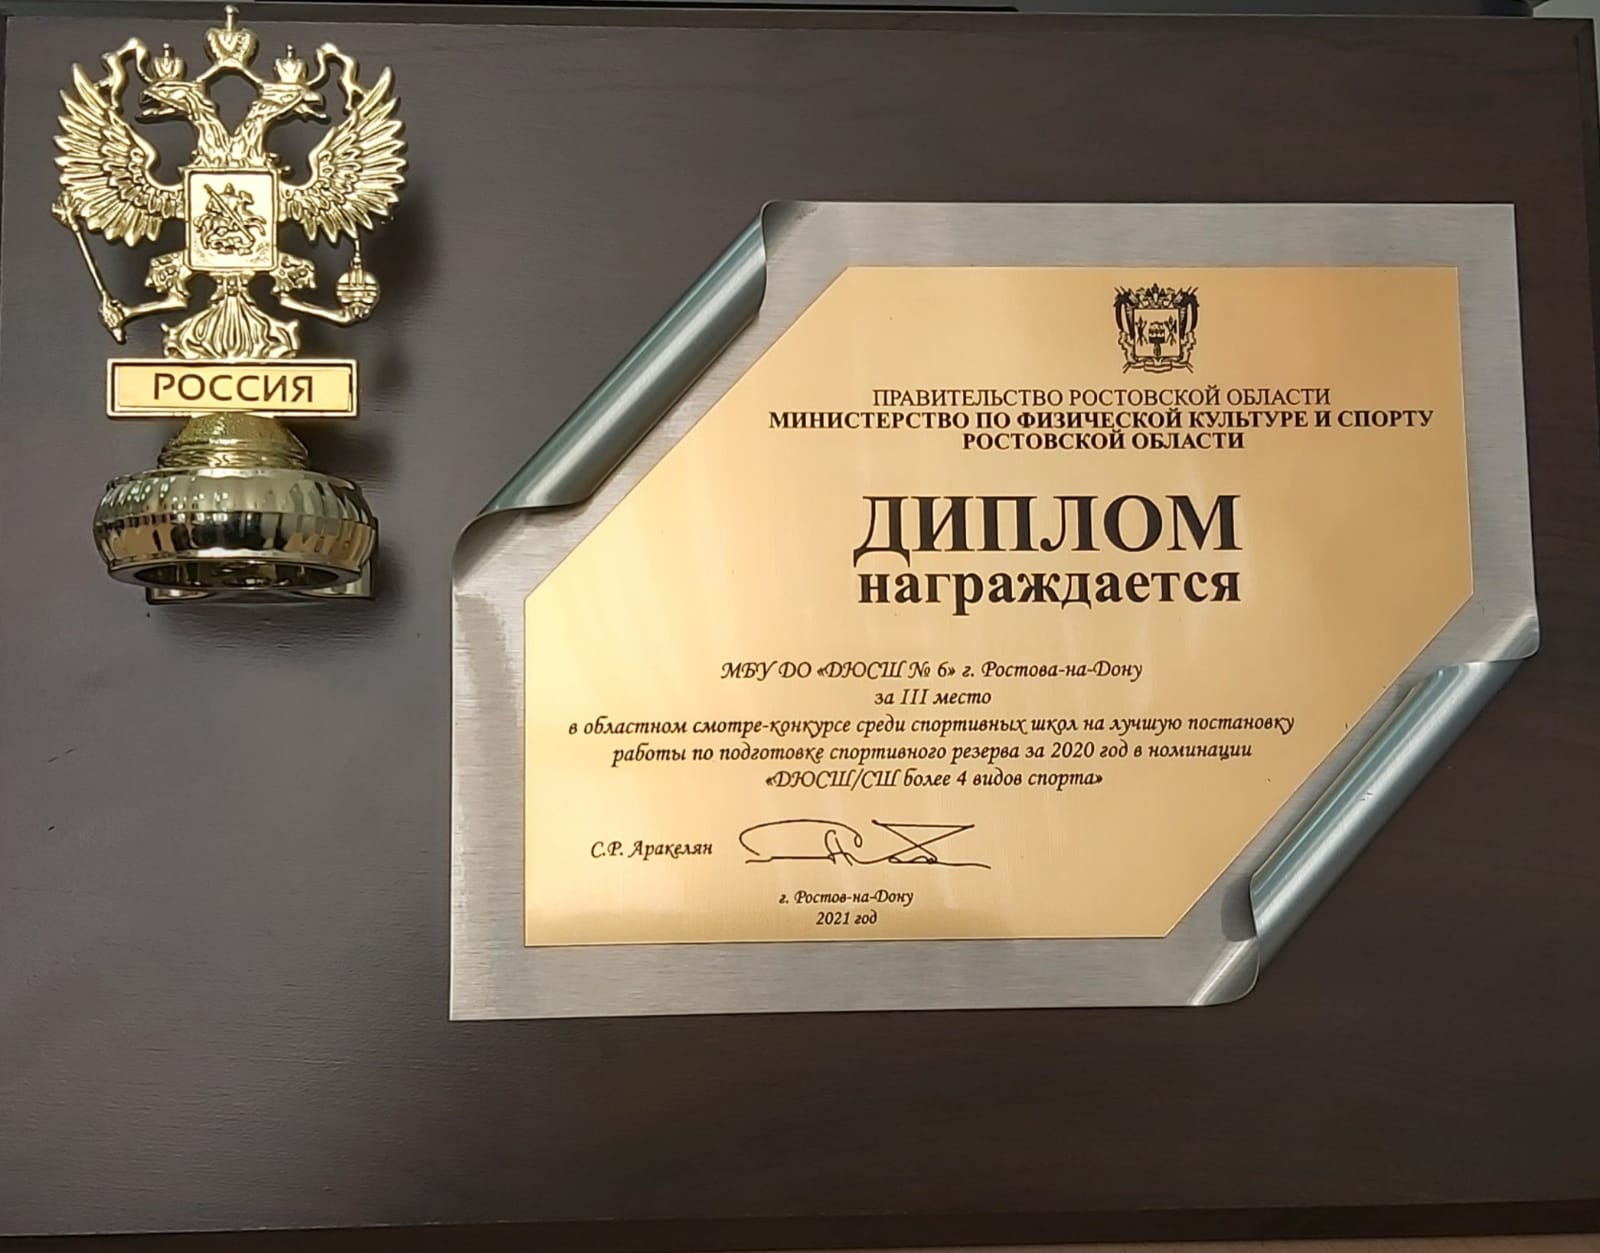 РОССИЯ
ПРАВИТЕЛЬСТВО РОСТОВСКОЙ ОБЛАСТИ
МИНИСТЕРСТВО ПО ФИЗИЧЕСКОЙ КУЛЬТУРЕ И СПОРТУ
РОСТОВСКОЙ ОБЛАСТИ
ДИПЛОМ
награждается
МБУ ДО «ДЮСШ № 6» г. Ростова-на-Дону
за III место
в областном смотре-конкурсе среди спортивных школ на лучшую постановку
работы по подготовке спортивного резерва за 2020 год в номинации
«ДЮСШ/СШ более 4 видов спорта»
С.Р. Аракелян
г. Ростов-на-Дону
2021 год